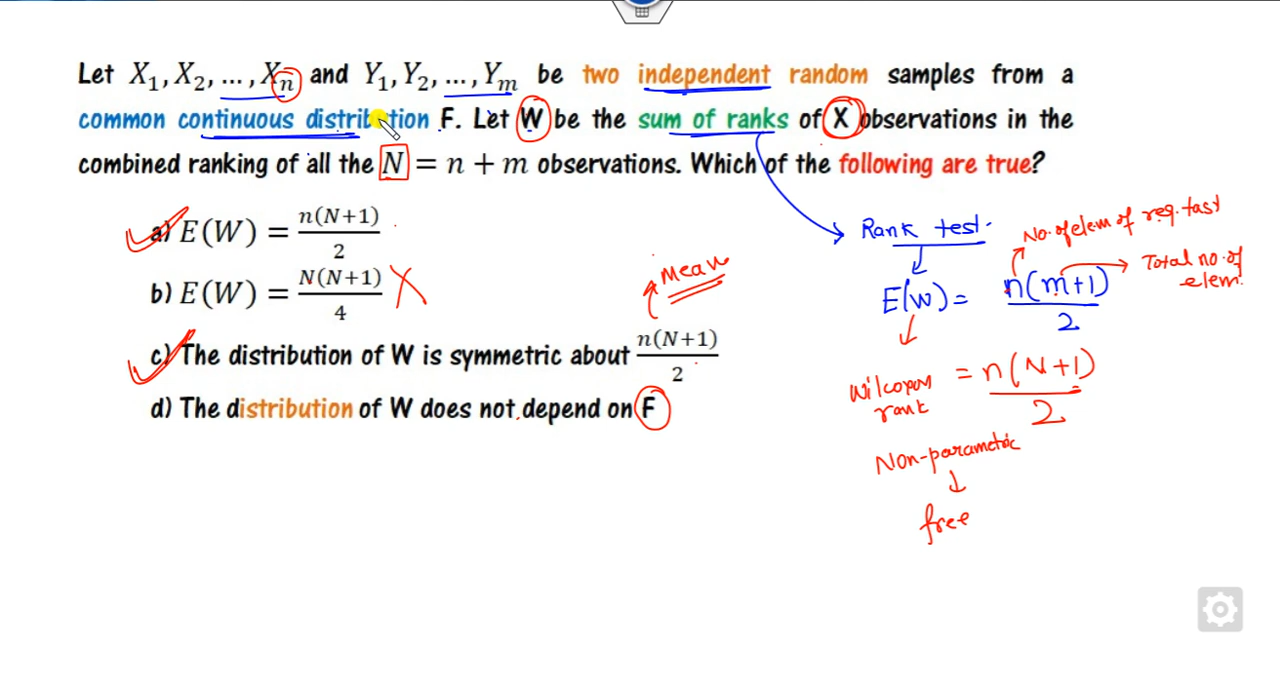 Let X₁, X₂, ..., Xₙ and Y₁, Y₂, ..., Yₘ be two independent random samples from a
common continuous distribution F. Let W be the sum of ranks of X observations in the
combined ranking of all the N = n + m observations. Which of the following are true?
a) E(W) = n(N+1)/2
b) E(W) = N(N+1)/4 X
c) The distribution of W is symmetric about n(N+1)/2
d) The distribution of W does not depend on F
Mean
Rank test.
No. of elem of req. tast
E(W) = n(m+1)/2
Total no. of
elem.
= n(N+1)/2
Wilcoxon
rank
Non-parametric
free